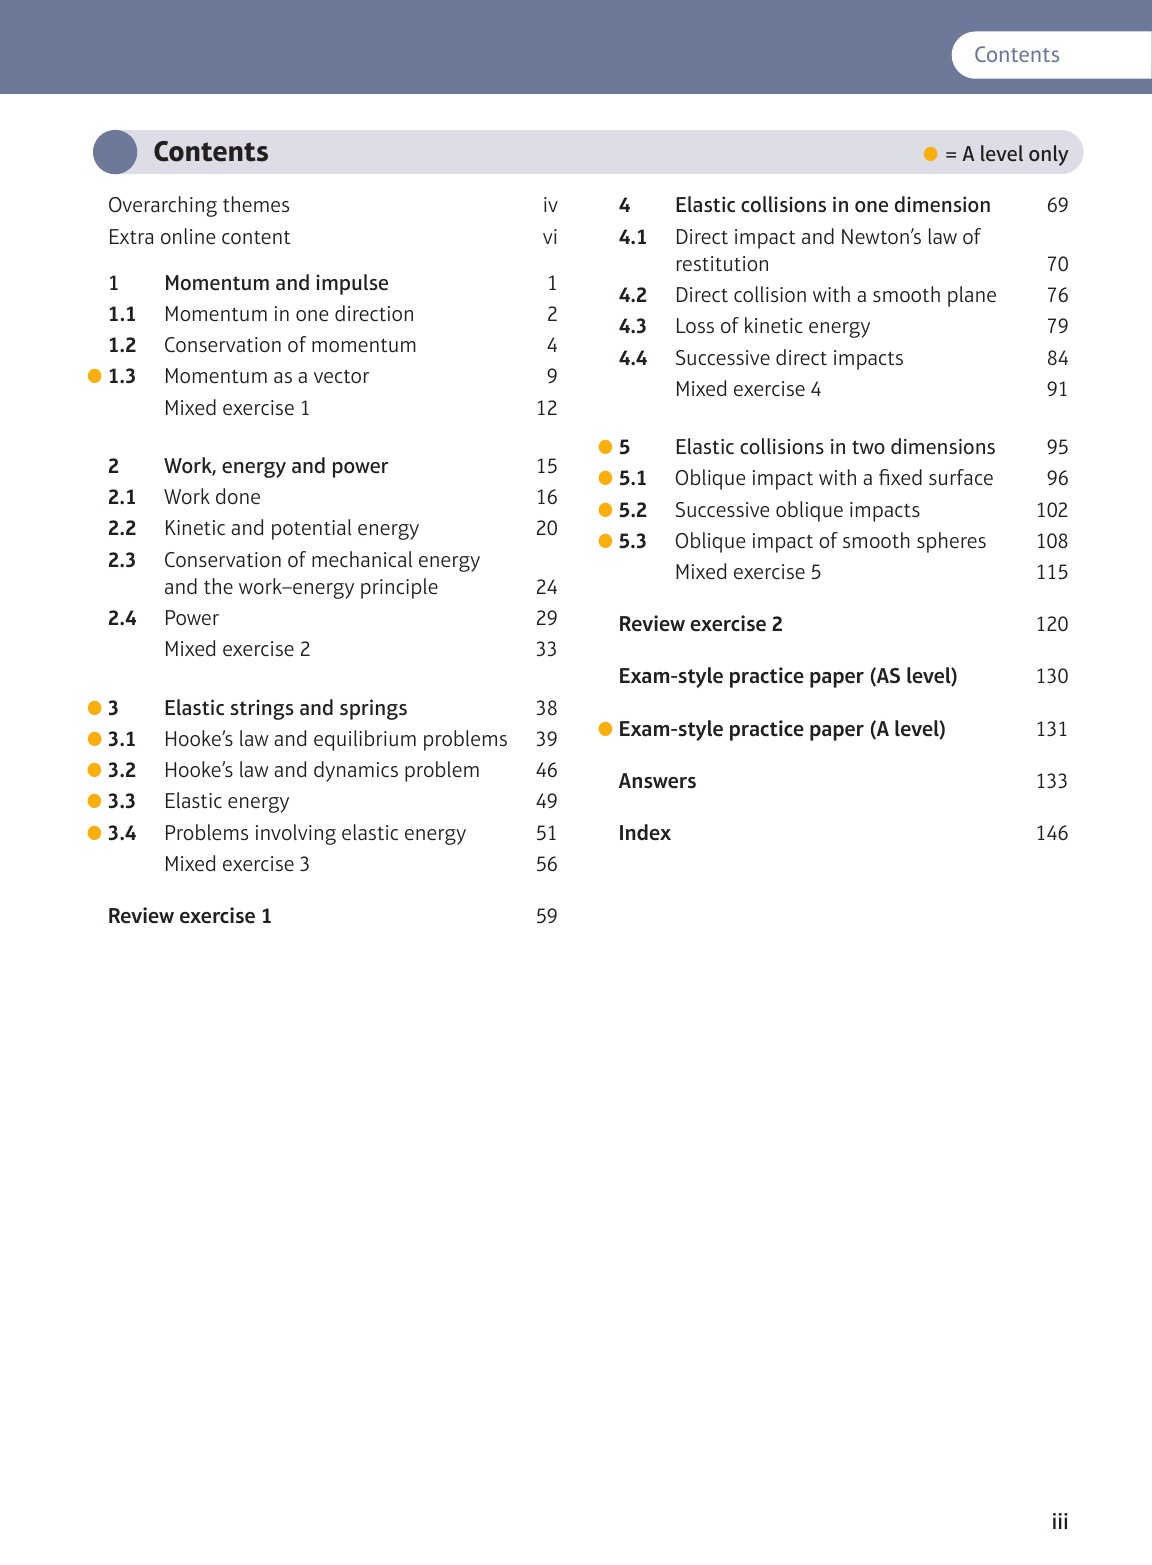 Contents
Contents
● = A level only
Overarching themes iv
Extra online content vi
1 Momentum and impulse 1
1.1 Momentum in one direction 2
1.2 Conservation of momentum 4
● 1.3 Momentum as a vector 9
Mixed exercise 1 12
2 Work, energy and power 15
2.1 Work done 16
2.2 Kinetic and potential energy 20
2.3 Conservation of mechanical energy
and the work–energy principle 24
2.4 Power 29
Mixed exercise 2 33
● 3 Elastic strings and springs 38
● 3.1 Hooke’s law and equilibrium problems 39
● 3.2 Hooke’s law and dynamics problem 46
● 3.3 Elastic energy 49
● 3.4 Problems involving elastic energy 51
Mixed exercise 3 56
Review exercise 1 59
4 Elastic collisions in one dimension 69
4.1 Direct impact and Newton’s law of
restitution 70
4.2 Direct collision with a smooth plane 76
4.3 Loss of kinetic energy 79
4.4 Successive direct impacts 84
Mixed exercise 4 91
● 5 Elastic collisions in two dimensions 95
● 5.1 Oblique impact with a fixed surface 96
● 5.2 Successive oblique impacts 102
● 5.3 Oblique impact of smooth spheres 108
Mixed exercise 5 115
Review exercise 2 120
Exam-style practice paper (AS level) 130
● Exam-style practice paper (A level) 131
Answers 133
Index 146
iii